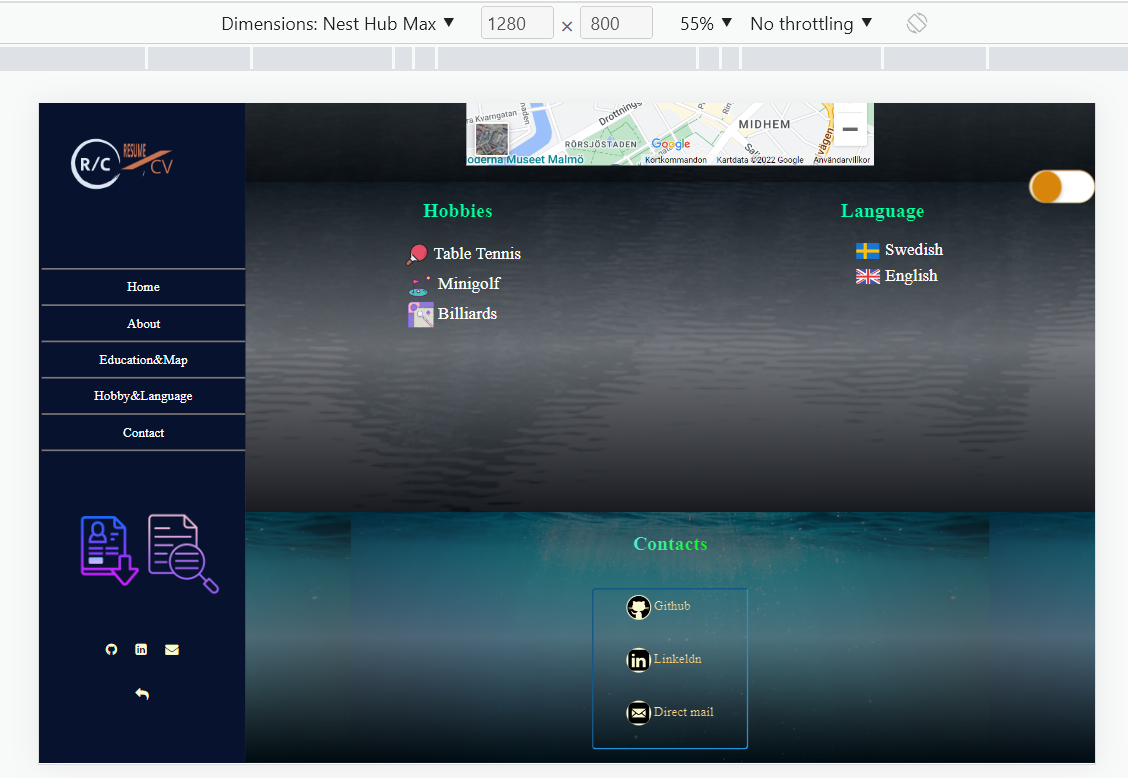 Dimensions: Nest Hub Max ▼ 1280 × 800 55% ▼ No throttling ▼
R/C RESUME CV
Home
About
Education&Map
Hobby&Language
Contact
a Kvarngatan
Drottnings
MIDHEM
RÖRSJÖSTADEN
Google
oderna Museet Malmö
Kortkommandon Kartdata ©2022 Google Användarvillkor
Hobbies
Table Tennis
Minigolf
Billiards
Language
Swedish
English
Contacts
Github
Linkeldn
Direct mail